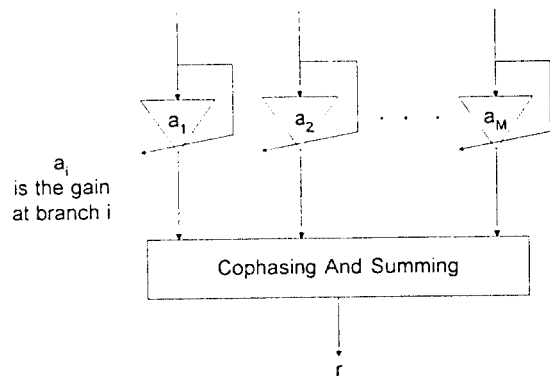 a1
a2
. . . .
aM
ai
is the gain
at branch i
Cophasing And Summing
r